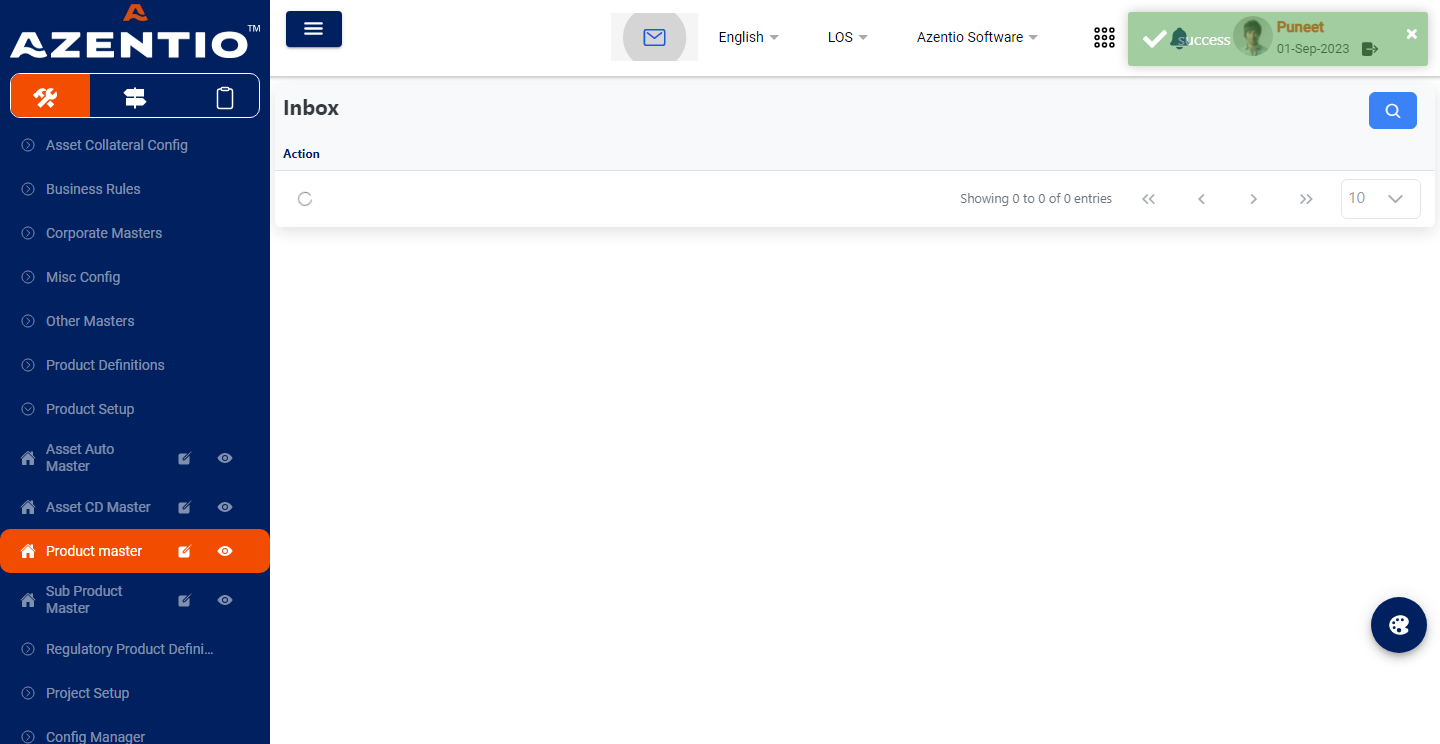 AZENTIO TM
English
LOS
Azentio Software
success
Puneet
01-Sep-2023
Asset Collateral Config
Business Rules
Corporate Masters
Misc Config
Other Masters
Product Definitions
Product Setup
Asset Auto
Master
Asset CD Master
Product master
Sub Product
Master
Regulatory Product Defini...
Project Setup
Config Manager
Inbox
Action
Showing 0 to 0 of 0 entries
10